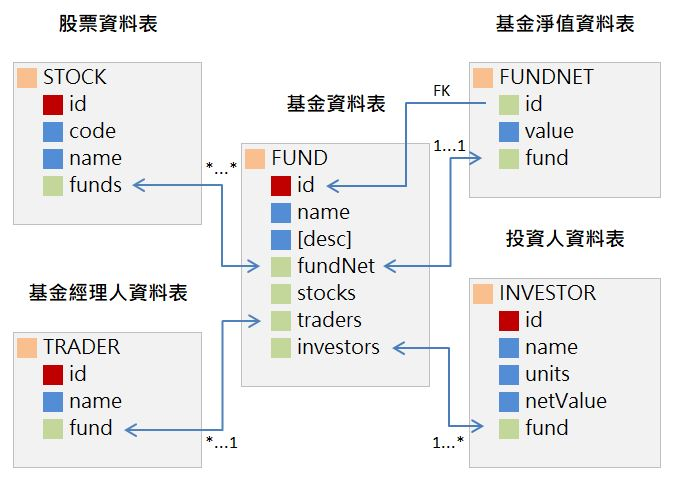 股票資料表
STOCK
id
code
name
funds
基金資料表
*...*
FUND
id
name
[desc]
fundNet
stocks
traders
investors
基金淨值資料表
FUNDNET
id
value
fund
FK
1...1
基金經理人資料表
TRADER
id
name
fund
*...1
投資人資料表
INVESTOR
id
name
units
netValue
fund
1...*